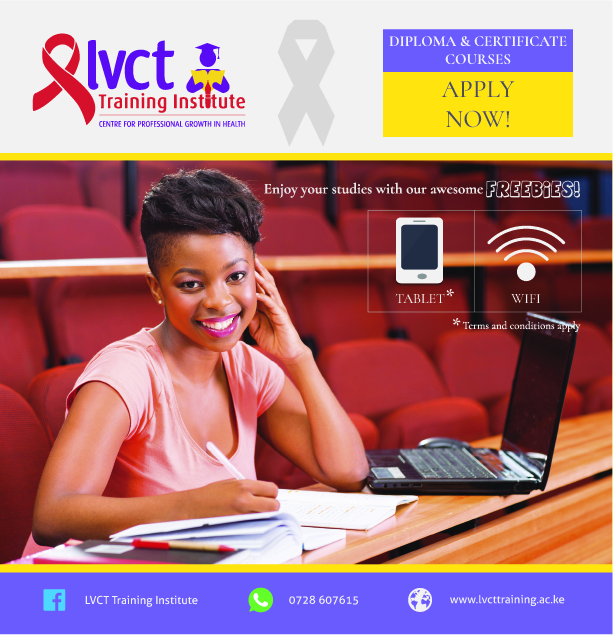 lvct
Training Institute
CENTRE FOR PROFESSIONAL GROWTH IN HEALTH
DIPLOMA & CERTIFICATE
COURSES
APPLY
NOW!
Enjoy your studies with our awesome FREEBIES!
TABLET*
WIFI
* Terms and conditions apply
LVCT Training Institute
0728 607615
www.lvcttraining.ac.ke